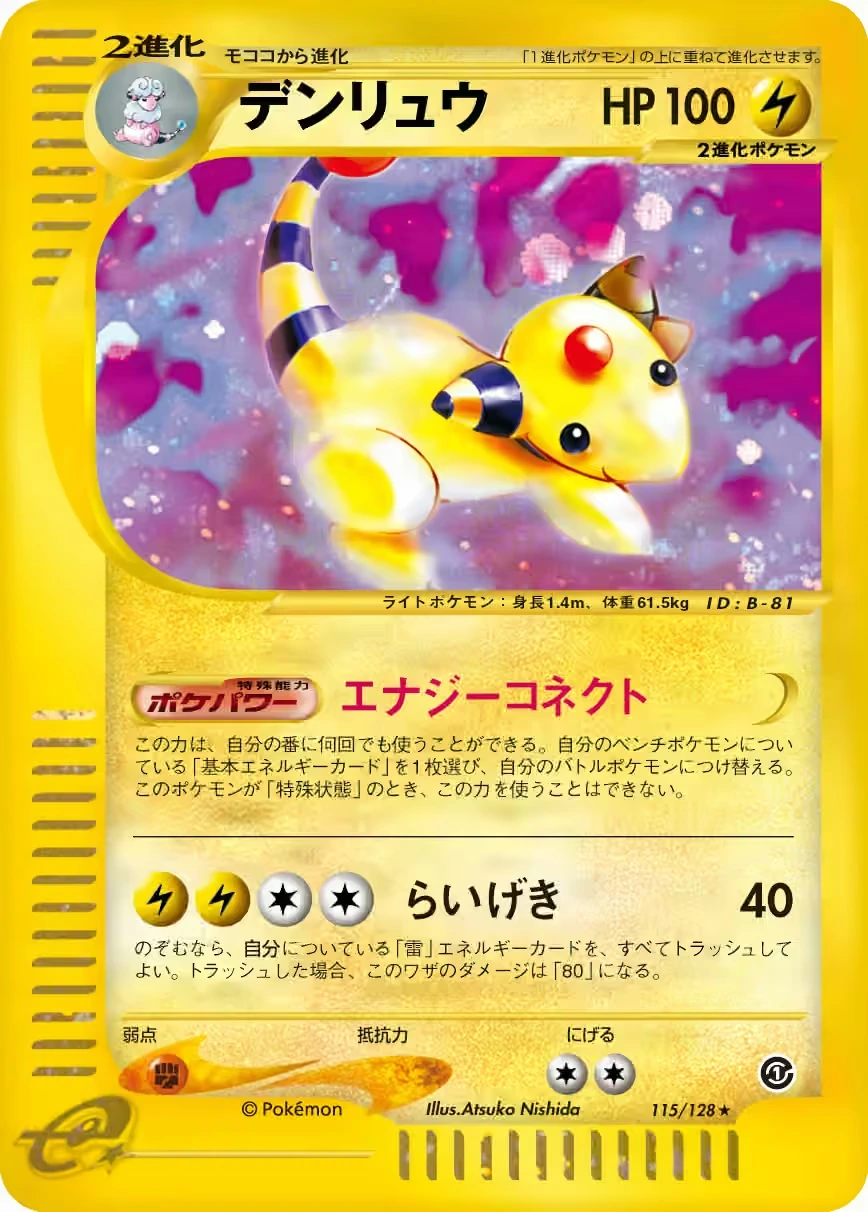 2進化
モココから進化
「1進化ポケモン」の上に重ねて進化させます。
デンリュウ
HP 100
2進化ポケモン
ライトポケモン：身長1.4m、体重61.5kg ID:B-81
特殊能力
ポケパワー
エナジーコネクト
この力は、自分の番に何回でも使うことができる。自分のベンチポケモンについ
ている「基本エネルギーカード」を1枚選び、自分のバトルポケモンにつけ替える。
このポケモンが「特殊状態」のとき、この力を使うことはできない。
らいげき
40
のぞむなら、自分についている「雷」エネルギーカードを、すべてトラッシュして
よい。トラッシュした場合、このワザのダメージは「80」になる。
弱点
抵抗力
にげる
© Pokémon
Illus.Atsuko Nishida
115/128★
1
e